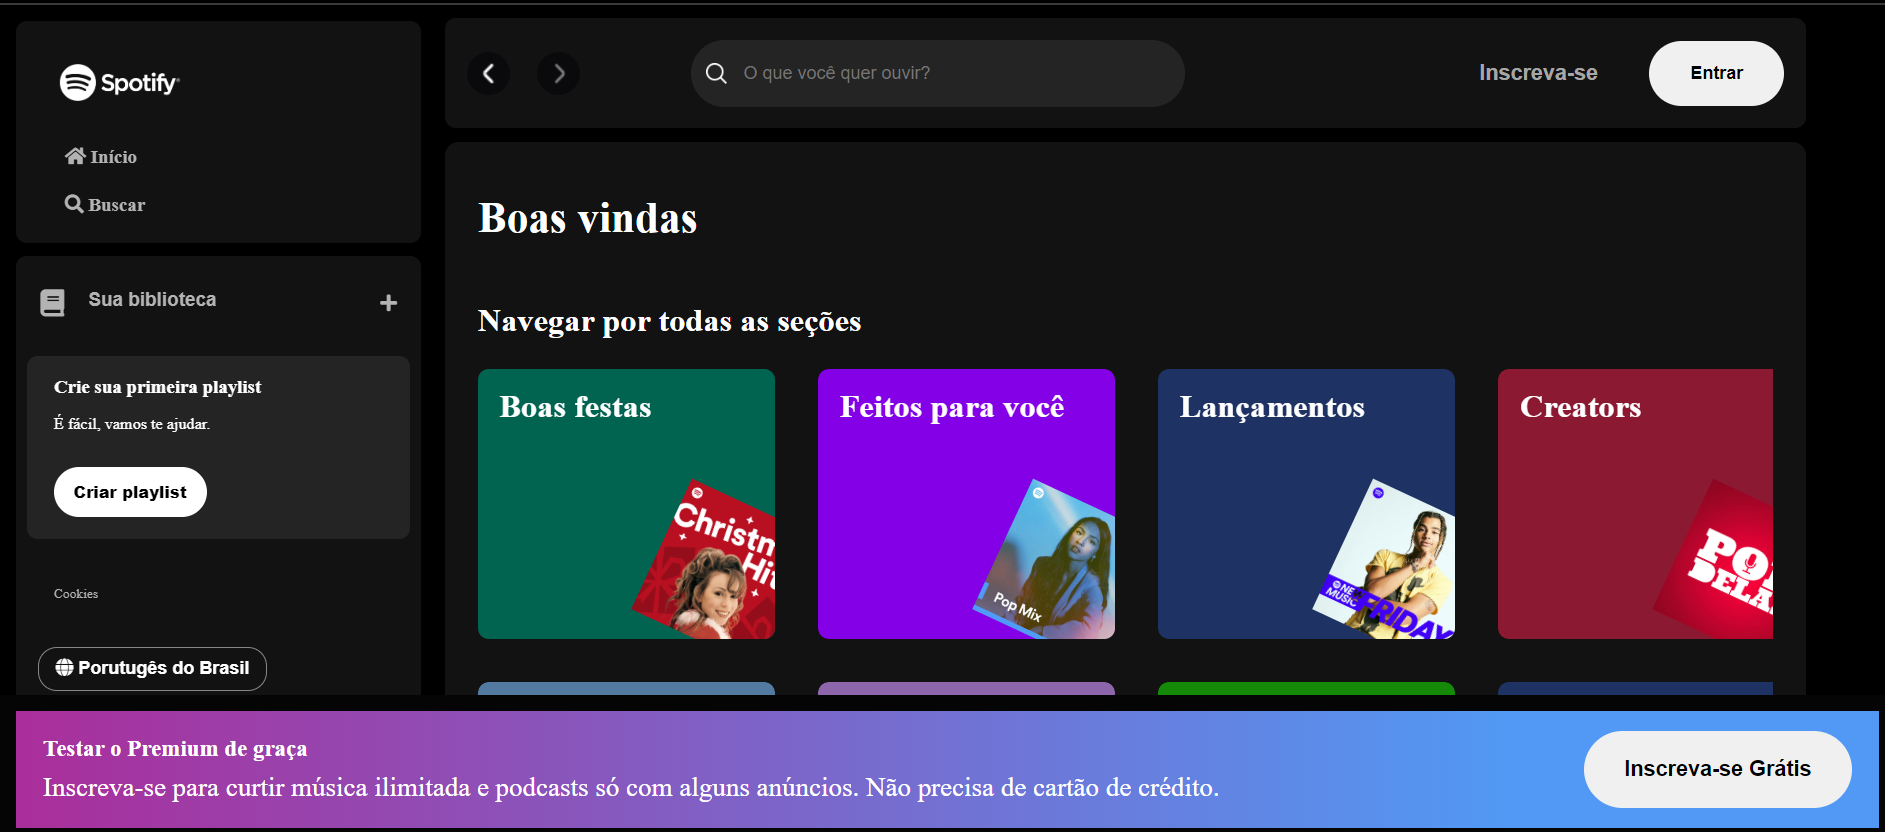 Spotify
Início
Buscar
Sua biblioteca
Crie sua primeira playlist
É fácil, vamos te ajudar.
Criar playlist
Cookies
Porutugês do Brasil
O que você quer ouvir?
Inscreva-se
Entrar
Boas vindas
Navegar por todas as seções
Boas festas
Feitos para você
Lançamentos
Creators
Christm
Hit
Pop Mix
NE
MUSIC
FRIDAY
PO
DELA
Testar o Premium de graça
Inscreva-se para curtir música ilimitada e podcasts só com alguns anúncios. Não precisa de cartão de crédito.
Inscreva-se Grátis